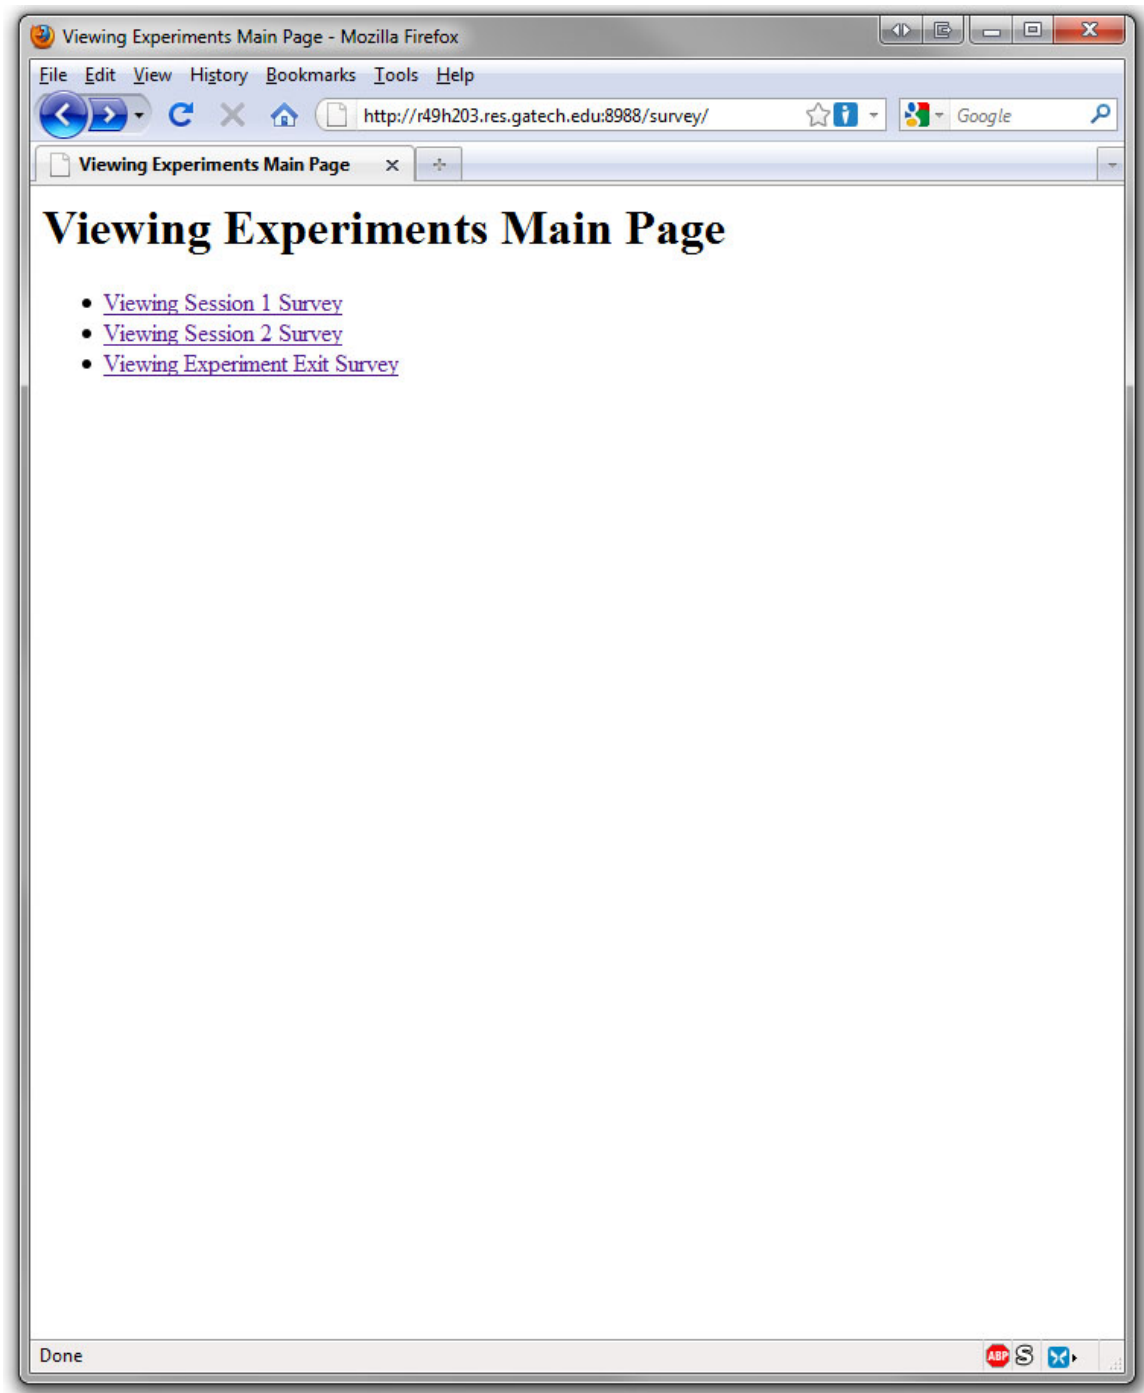 Viewing Experiments Main Page - Mozilla Firefox
File Edit View History Bookmarks Tools Help
http://r49h203.res.gatech.edu:8988/survey/ Google
Viewing Experiments Main Page
Viewing Experiments Main Page
Viewing Session 1 Survey
Viewing Session 2 Survey
Viewing Experiment Exit Survey
Done ABP S